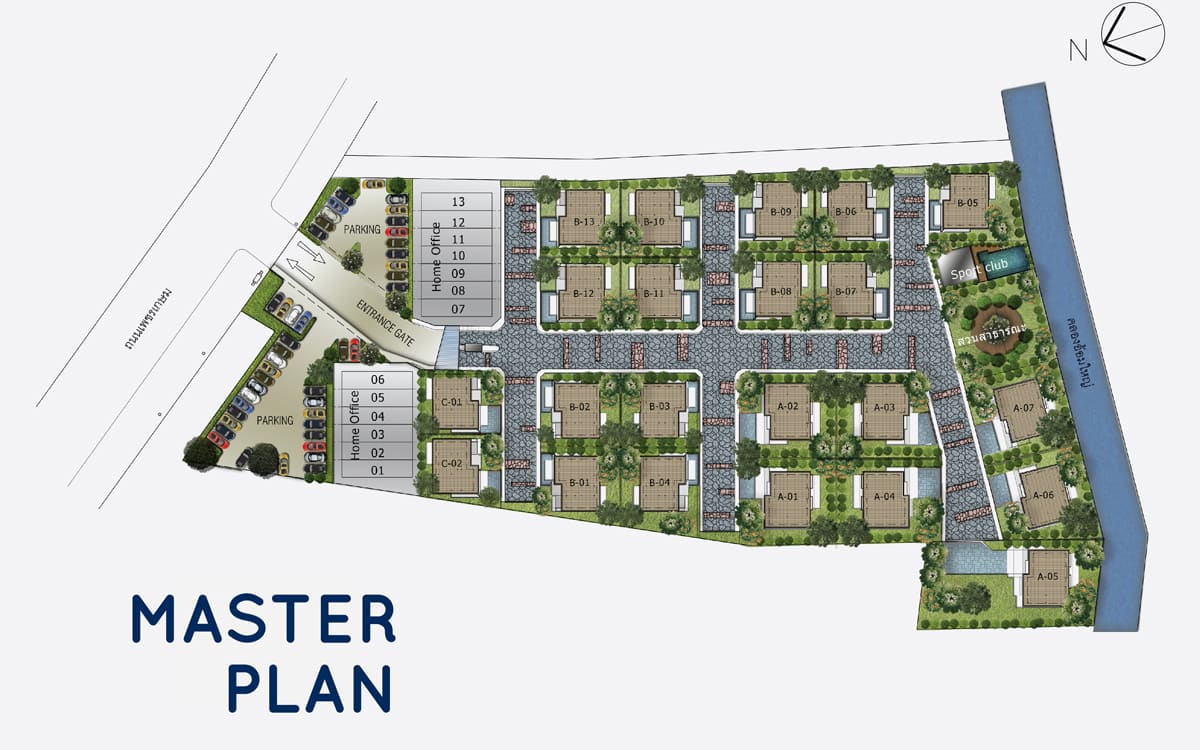 N
ถนนเพชรเกษม
PARKING
ENTRANCE GATE
PARKING
Home Office
13
12
11
10
09
08
07
Home Office
06
05
04
03
02
01
B-13
B-10
B-09
B-06
B-05
B-12
B-11
B-08
B-07
Sport club
สวนสาธารณะ
คลองอ้อมใหญ่
C-01
B-02
B-03
A-02
A-03
A-07
C-02
B-01
B-04
A-01
A-04
A-06
A-05
MASTER
PLAN